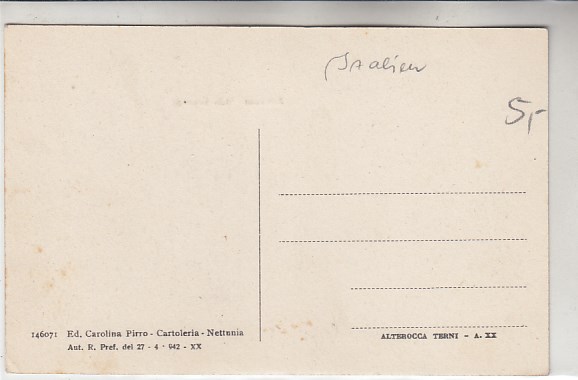 Italien
5,-
146071 Ed. Carolina Pirro - Cartoleria - Nettunia
Aut. R. Pref. del 27 - 4 - 942 - XX
ALTEROCCA TERNI - A. XX